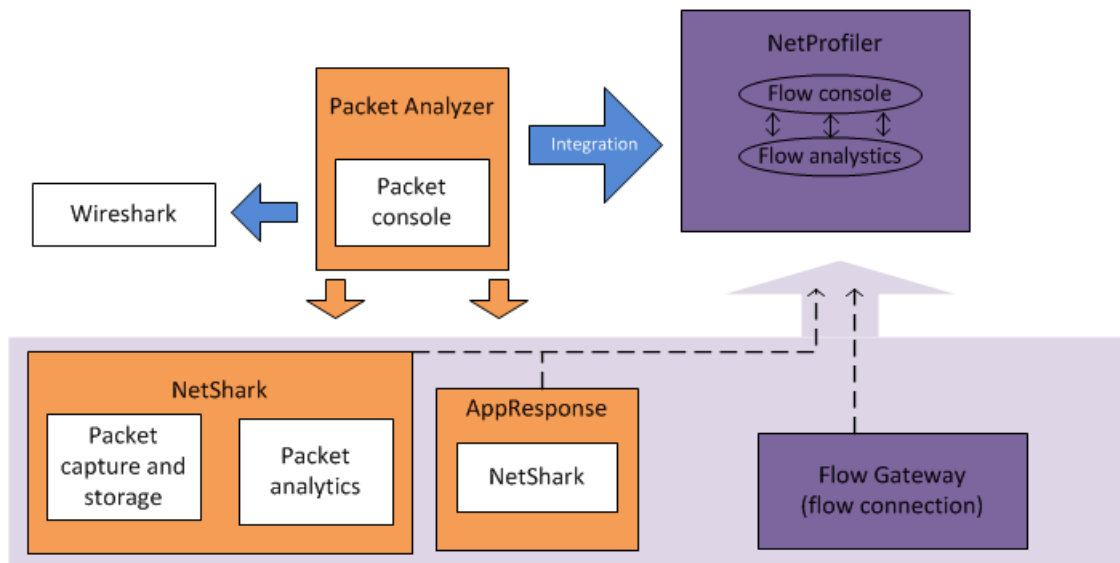 NetProfiler
Flow console
Flow analystics
Packet Analyzer
Integration
Packet
console
Wireshark
NetShark
Packet
capture and
storage
Packet
analytics
AppResponse
NetShark
Flow Gateway
(flow connection)